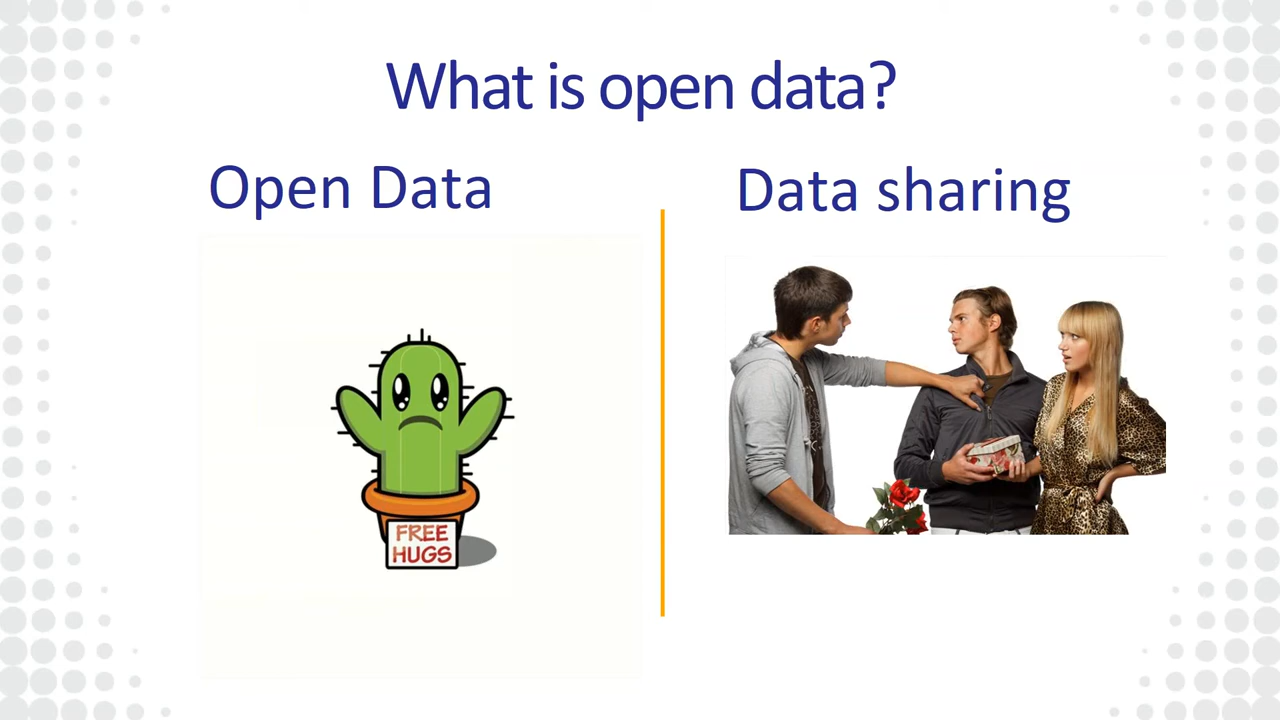 What is open data?
Open Data
Data sharing
FREE
HUGS